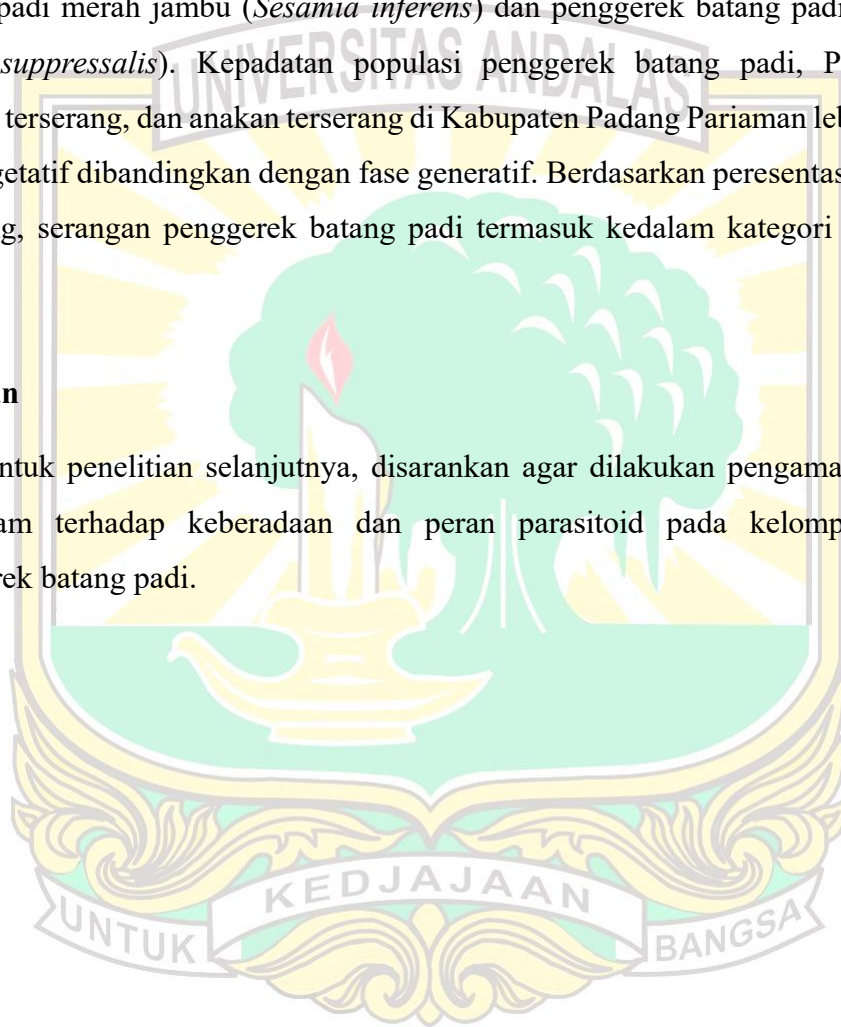 padi merah jambu (Sesamia inferens) dan penggerek batang padi
suppressalis). Kepadatan populasi penggerek batang padi, P
terserang, dan anakan terserang di Kabupaten Padang Pariaman leb
getatif dibandingkan dengan fase generatif. Berdasarkan peresentas
g, serangan penggerek batang padi termasuk kedalam kategori
n
ntuk penelitian selanjutnya, disarankan agar dilakukan pengama
am terhadap keberadaan dan peran parasitoid pada kelomp
rek batang padi.
UNIVERSITAS ANDALAS
UNTUK KEDJAJAAN BANGSA